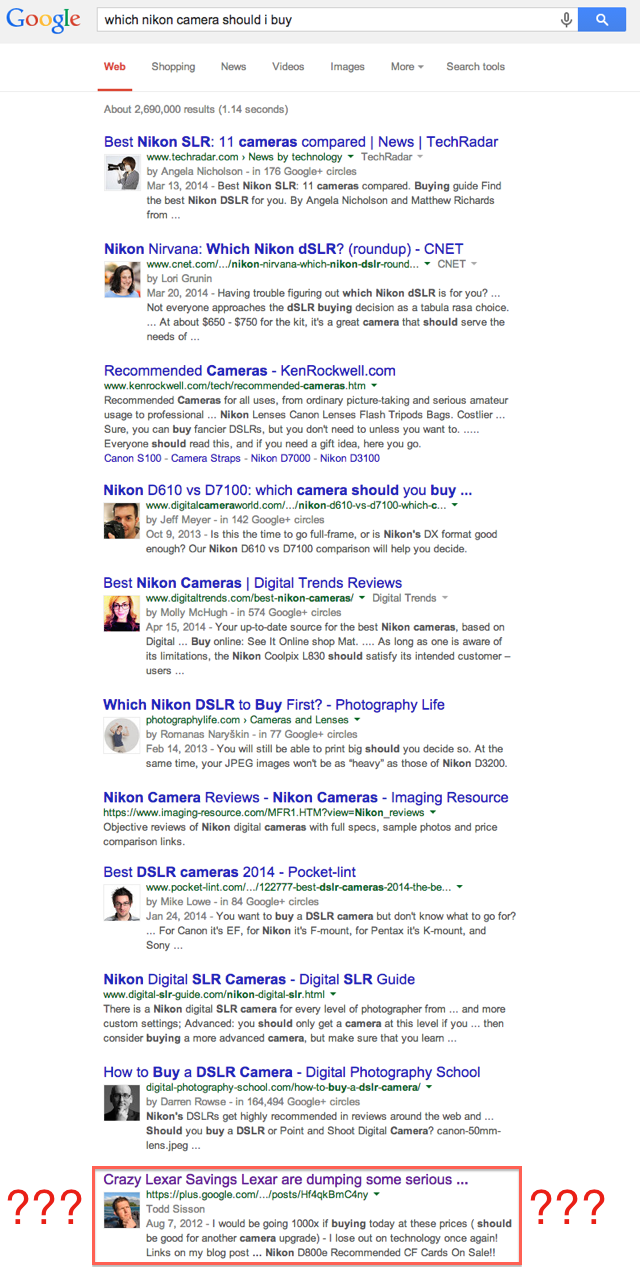 Google which nikon camera should i buy
Web Shopping News Videos Images More Search tools
About 2,690,000 results (1.14 seconds)
Best Nikon SLR: 11 cameras compared | News | TechRadar
www.techradar.com › News by technology TechRadar
by Angela Nicholson - in 176 Google+ circles
Mar 13, 2014 - Best Nikon SLR: 11 cameras compared. Buying guide Find
the best Nikon DSLR for you. By Angela Nicholson and Matthew Richards
from ...
Nikon Nirvana: Which Nikon dSLR? (roundup) - CNET
www.cnet.com/.../nikon-nirvana-which-nikon-dslr-round... CNET
by Lori Grunin
Mar 20, 2014 - Having trouble figuring out which Nikon dSLR is for you? ...
Not everyone approaches the dSLR buying decision as a tabula rasa choice.
... At about $650 - $750 for the kit, it's a great camera that should serve the
needs of ...
Recommended Cameras - KenRockwell.com
www.kenrockwell.com/tech/recommended-cameras.htm
Recommended Cameras for all uses, from ordinary picture-taking and serious amateur
usage to professional ... Nikon Lenses Canon Lenses Flash Tripods Bags. Costlier ...
Sure, you can buy fancier DSLRs, but you don't need to unless you want to. .....
Everyone should read this, and if you need a gift idea, here you go.
Canon S100 - Camera Straps - Nikon D7000 - Nikon D3100
Nikon D610 vs D7100: which camera should you buy ...
www.digitalcameraworld.com/.../nikon-d610-vs-d7100-which-c...
by Jeff Meyer - in 142 Google+ circles
Oct 9, 2013 - Is this the time to go full-frame, or is Nikon's DX format good
enough? Our Nikon D610 vs D7100 comparison will help you decide.
Best Nikon Cameras | Digital Trends Reviews
www.digitaltrends.com/best-nikon-cameras/ Digital Trends
by Molly McHugh - in 574 Google+ circles
Apr 15, 2014 - Your up-to-date source for the best Nikon cameras, based on
Digital ... Buy online: See It Online shop Mat. .... As long as one is aware of
its limitations, the Nikon Coolpix L830 should satisfy its intended customer –
users ...
Which Nikon DSLR to Buy First? - Photography Life
photographylife.com › Cameras and Lenses
by Romanas Naryškin - in 77 Google+ circles
Feb 14, 2013 - You will still be able to print big should you decide so. At the
same time, your JPEG images won't be as “heavy” as those of Nikon D3200.
Nikon Camera Reviews - Nikon Cameras - Imaging Resource
https://www.imaging-resource.com/MFR1.HTM?view=Nikon_reviews
Objective reviews of Nikon digital cameras with full specs, sample photos and price
comparison links.
Best DSLR cameras 2014 - Pocket-lint
www.pocket-lint.com/.../122777-best-dslr-cameras-2014-the-be...
by Mike Lowe - in 84 Google+ circles
Jan 24, 2014 - You want to buy a DSLR camera but don't know what to go for?
... For Canon it's EF, for Nikon it's F-mount, for Pentax it's K-mount, and
Sony ...
Nikon Digital SLR Cameras - Digital SLR Guide
www.digital-slr-guide.com/nikon-digital-slr.html
There is a Nikon digital SLR camera for every level of photographer from ... and more
custom settings; Advanced: you should only get a camera at this level if you ... then
consider buying a more advanced camera, but make sure that you learn ...
How to Buy a DSLR Camera - Digital Photography School
digital-photography-school.com/how-to-buy-a-dslr-camera/
by Darren Rowse - in 164,494 Google+ circles
Nikon's DSLRs get highly recommended in reviews around the web and ...
Should you buy a DSLR or Point and Shoot Digital Camera? canon-50mm-
lens.jpeg ...
Crazy Lexar Savings Lexar are dumping some serious ...
https://plus.google.com/.../posts/Hf4qkBmC4ny
??? Todd Sisson ???
Aug 7, 2012 - I would be going 1000x if buying today at these prices ( should
be good for another camera upgrade) - I lose out on technology once again!
Links on my blog post ... Nikon D800e Recommended CF Cards On Sale!!